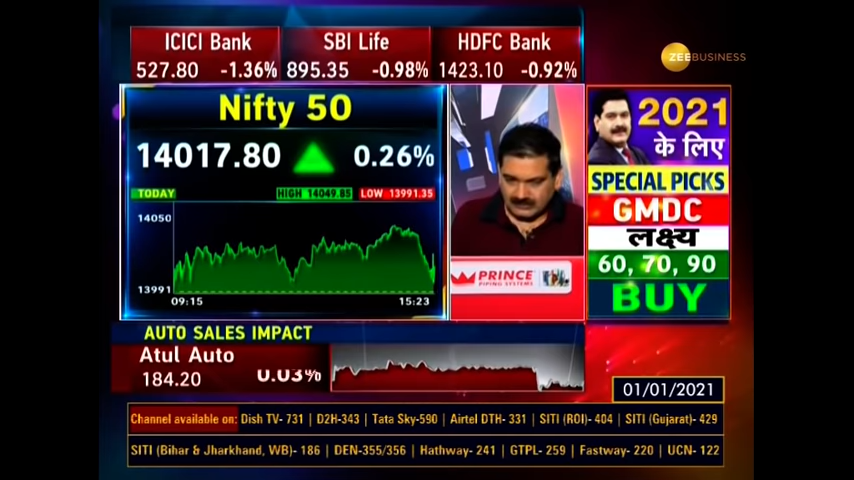 ICICI Bank
527.80 -1.36%
SBI Life
895.35 -0.98%
HDFC Bank
1423.10 -0.92%
ZEEBUSINESS
Nifty 50
14017.80 0.26%
TODAY
HIGH 14049.85 LOW 13991.35
14050
13991
09:15 15:23
PRINCE
PIPING SYSTEMS
2021
के लिए
SPECIAL PICKS
GMDC
लक्ष्य
60, 70, 90
BUY
AUTO SALES IMPACT
Atul Auto
184.20 0.03%
01/01/2021
Channel available on: Dish TV- 731 | D2H-343 | Tata Sky-590 | Airtel DTH- 331 | SITI (ROI)- 404 | SITI (Gujarat)- 429
SITI (Bihar & Jharkhand, WB)- 186 | DEN-355/356 | Hathway- 241 | GTPL- 259 | Fastway- 220 | UCN- 122